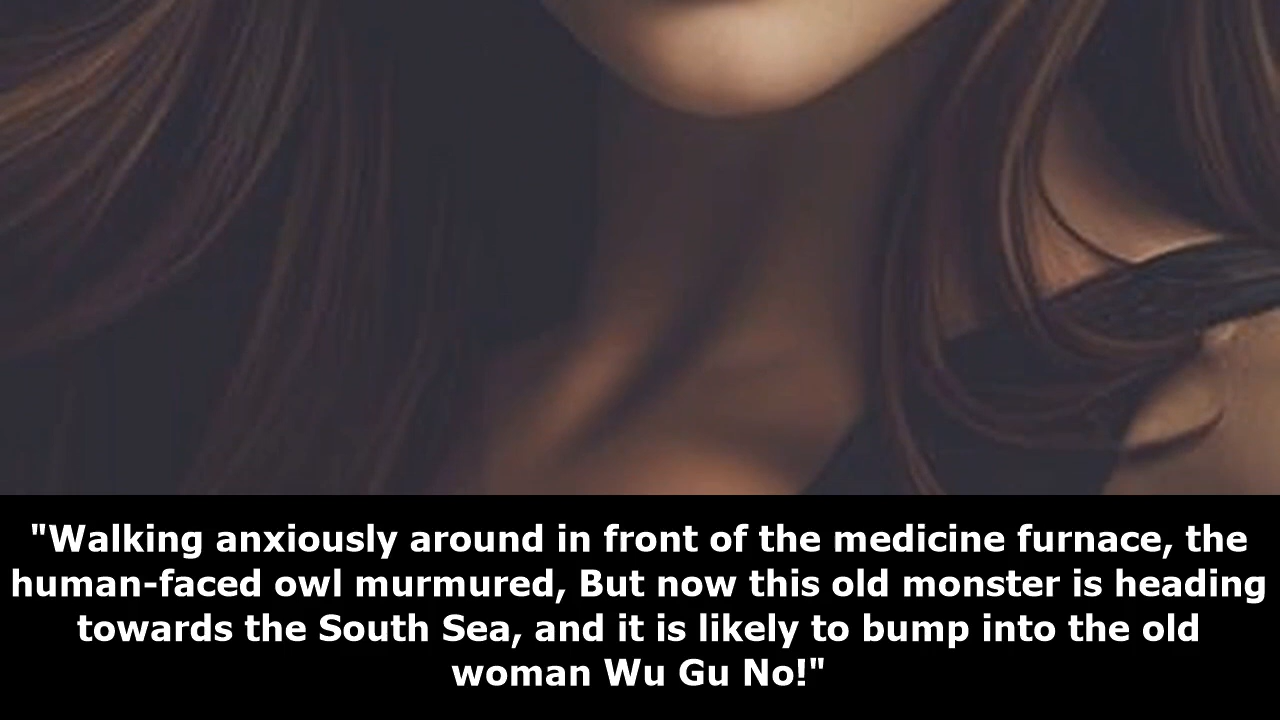 "Walking anxiously around in front of the medicine furnace, the
human-faced owl murmured, But now this old monster is heading
towards the South Sea, and it is likely to bump into the old
woman Wu Gu No!"